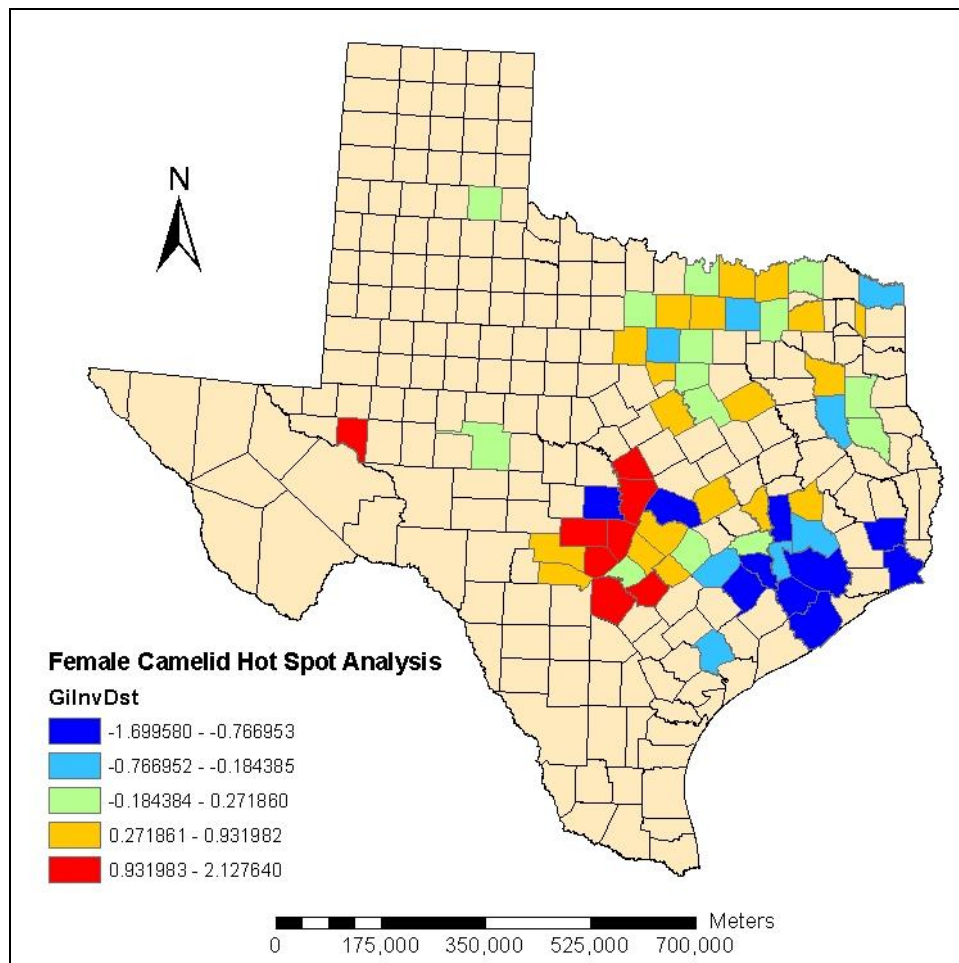 N
Female Camelid Hot Spot Analysis
GiInvDst
-1.699580 - -0.766953
-0.766952 - -0.184385
-0.184384 - 0.271860
0.271861 - 0.931982
0.931983 - 2.127640
Meters
0 175,000 350,000 525,000 700,000